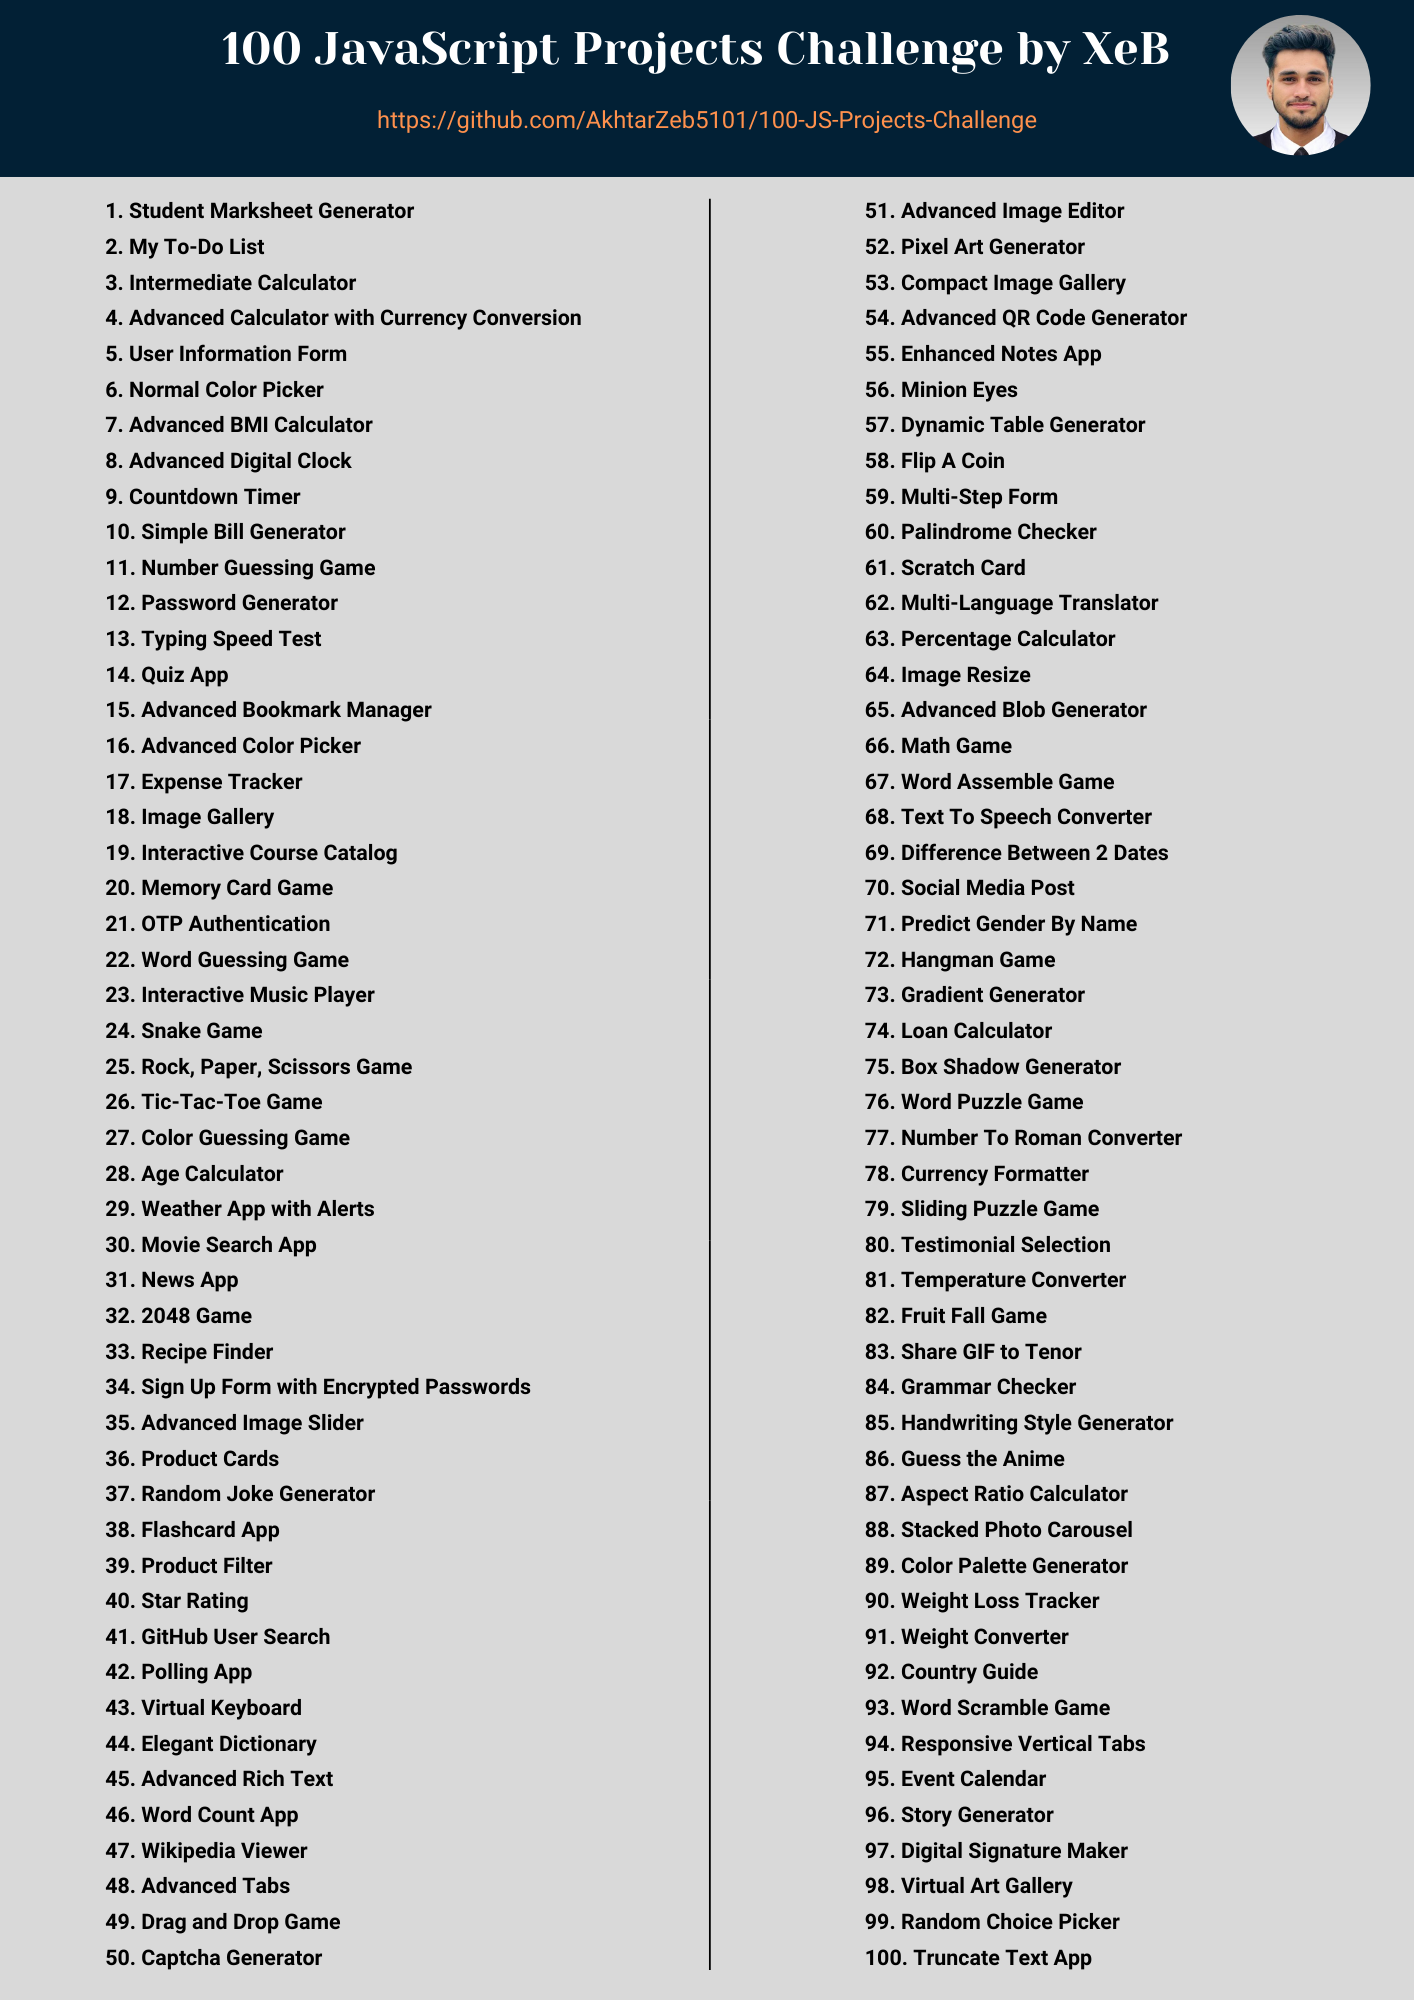 100 JavaScript Projects Challenge by XeB
https://github.com/AkhtarZeb5101/100-JS-Projects-Challenge
1. Student Marksheet Generator
2. My To-Do List
3. Intermediate Calculator
4. Advanced Calculator with Currency Conversion
5. User Information Form
6. Normal Color Picker
7. Advanced BMI Calculator
8. Advanced Digital Clock
9. Countdown Timer
10. Simple Bill Generator
11. Number Guessing Game
12. Password Generator
13. Typing Speed Test
14. Quiz App
15. Advanced Bookmark Manager
16. Advanced Color Picker
17. Expense Tracker
18. Image Gallery
19. Interactive Course Catalog
20. Memory Card Game
21. OTP Authentication
22. Word Guessing Game
23. Interactive Music Player
24. Snake Game
25. Rock, Paper, Scissors Game
26. Tic-Tac-Toe Game
27. Color Guessing Game
28. Age Calculator
29. Weather App with Alerts
30. Movie Search App
31. News App
32. 2048 Game
33. Recipe Finder
34. Sign Up Form with Encrypted Passwords
35. Advanced Image Slider
36. Product Cards
37. Random Joke Generator
38. Flashcard App
39. Product Filter
40. Star Rating
41. GitHub User Search
42. Polling App
43. Virtual Keyboard
44. Elegant Dictionary
45. Advanced Rich Text
46. Word Count App
47. Wikipedia Viewer
48. Advanced Tabs
49. Drag and Drop Game
50. Captcha Generator
51. Advanced Image Editor
52. Pixel Art Generator
53. Compact Image Gallery
54. Advanced QR Code Generator
55. Enhanced Notes App
56. Minion Eyes
57. Dynamic Table Generator
58. Flip A Coin
59. Multi-Step Form
60. Palindrome Checker
61. Scratch Card
62. Multi-Language Translator
63. Percentage Calculator
64. Image Resize
65. Advanced Blob Generator
66. Math Game
67. Word Assemble Game
68. Text To Speech Converter
69. Difference Between 2 Dates
70. Social Media Post
71. Predict Gender By Name
72. Hangman Game
73. Gradient Generator
74. Loan Calculator
75. Box Shadow Generator
76. Word Puzzle Game
77. Number To Roman Converter
78. Currency Formatter
79. Sliding Puzzle Game
80. Testimonial Selection
81. Temperature Converter
82. Fruit Fall Game
83. Share GIF to Tenor
84. Grammar Checker
85. Handwriting Style Generator
86. Guess the Anime
87. Aspect Ratio Calculator
88. Stacked Photo Carousel
89. Color Palette Generator
90. Weight Loss Tracker
91. Weight Converter
92. Country Guide
93. Word Scramble Game
94. Responsive Vertical Tabs
95. Event Calendar
96. Story Generator
97. Digital Signature Maker
98. Virtual Art Gallery
99. Random Choice Picker
100. Truncate Text App